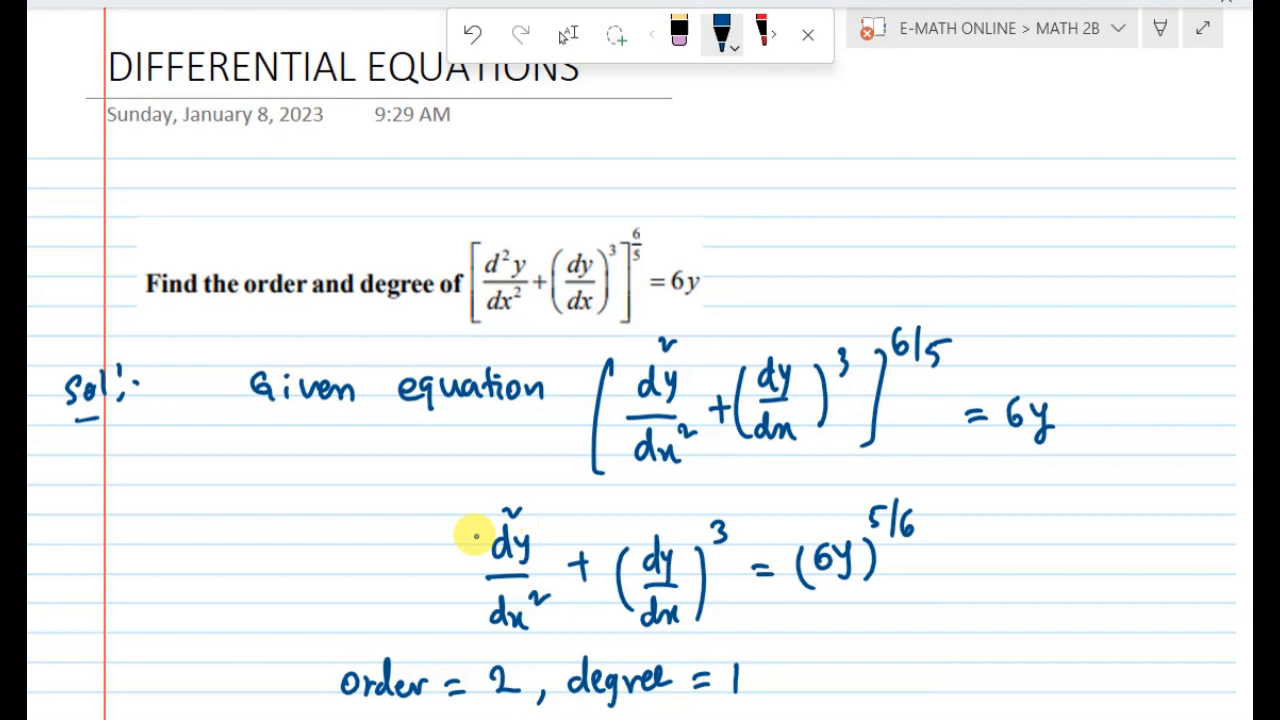 E-MATH ONLINE > MATH 2B
DIFFERENTIAL EQUATIONS
Sunday, January 8, 2023 9:29 AM
Find the order and degree of [d²y/dx² + (dy/dx)³]^(6/5) = 6y
Sol: Given equation [d²y/dx² + (dy/dx)³]^(6/5) = 6y
d²y/dx² + (dy/dx)³ = (6y)^(5/6)
order = 2, degree = 1